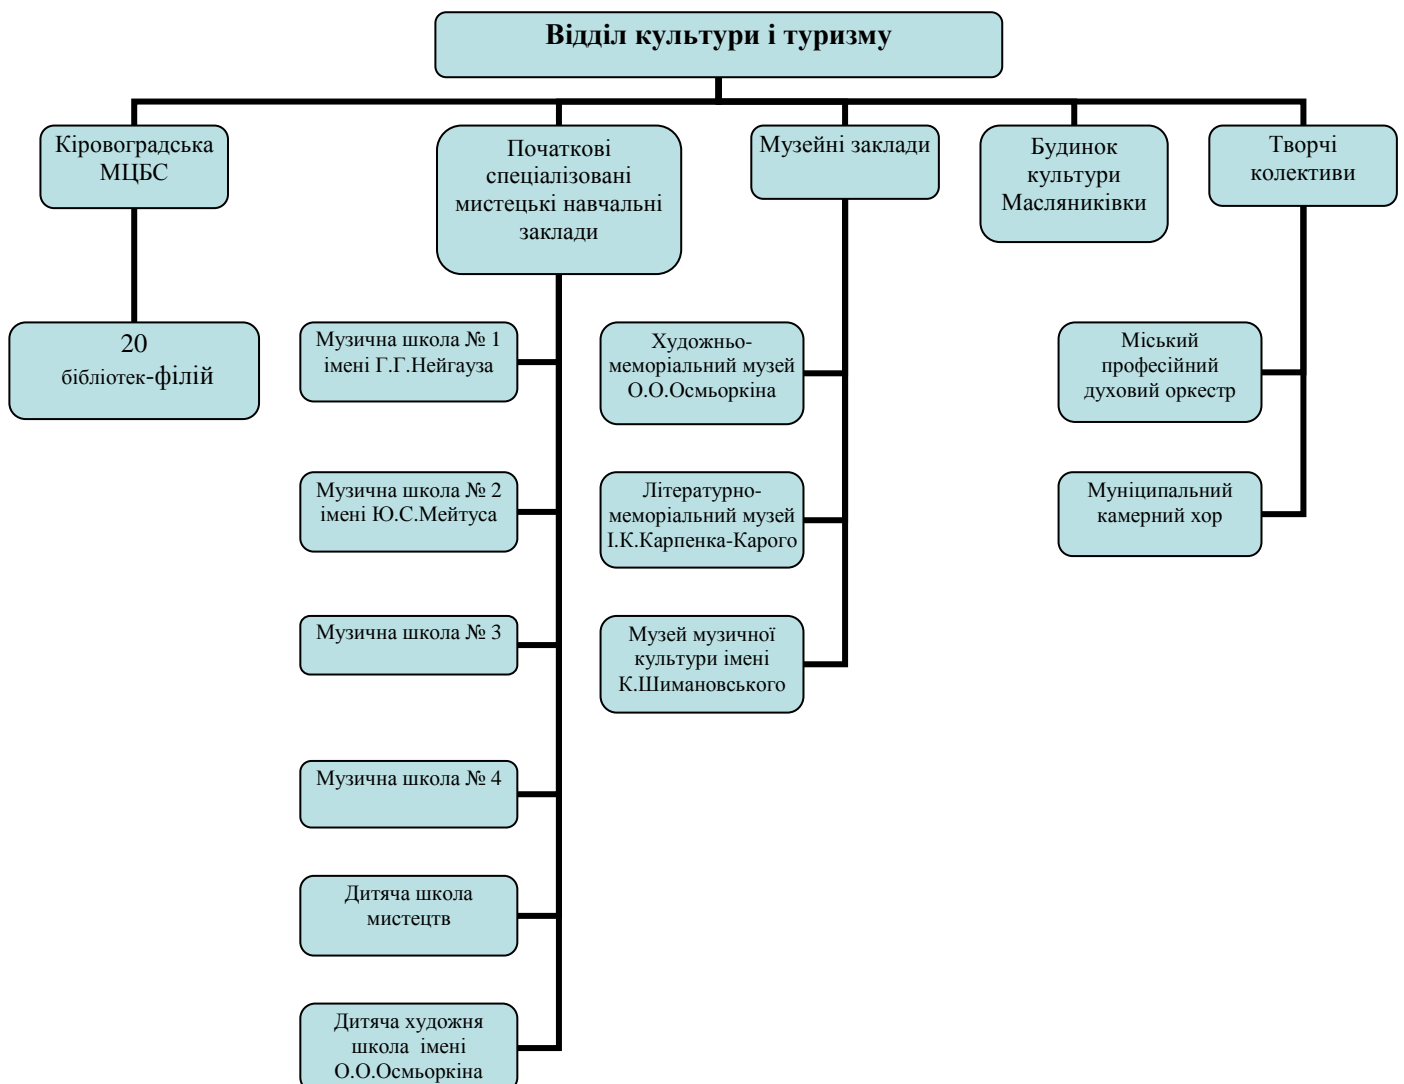 Відділ культури і туризму
Кіровоградська
МЦБС
Початкові
спеціалізовані
мистецькі навчальні
заклади
Музейні заклади
Будинок
культури
Масляниківки
Творчі
колективи
20
бібліотек-філій
Музична школа № 1
імені Г.Г.Нейгауза
Музична школа № 2
імені Ю.С.Мейтуса
Музична школа № 3
Музична школа № 4
Дитяча школа
мистецтв
Дитяча художня
школа імені
О.О.Осмьоркіна
Художньо-
меморіальний музей
О.О.Осмьоркіна
Літературно-
меморіальний музей
І.К.Карпенка-Карого
Музей музичної
культури імені
К.Шимановського
Міський
професійний
духовий оркестр
Муніципальний
камерний хор